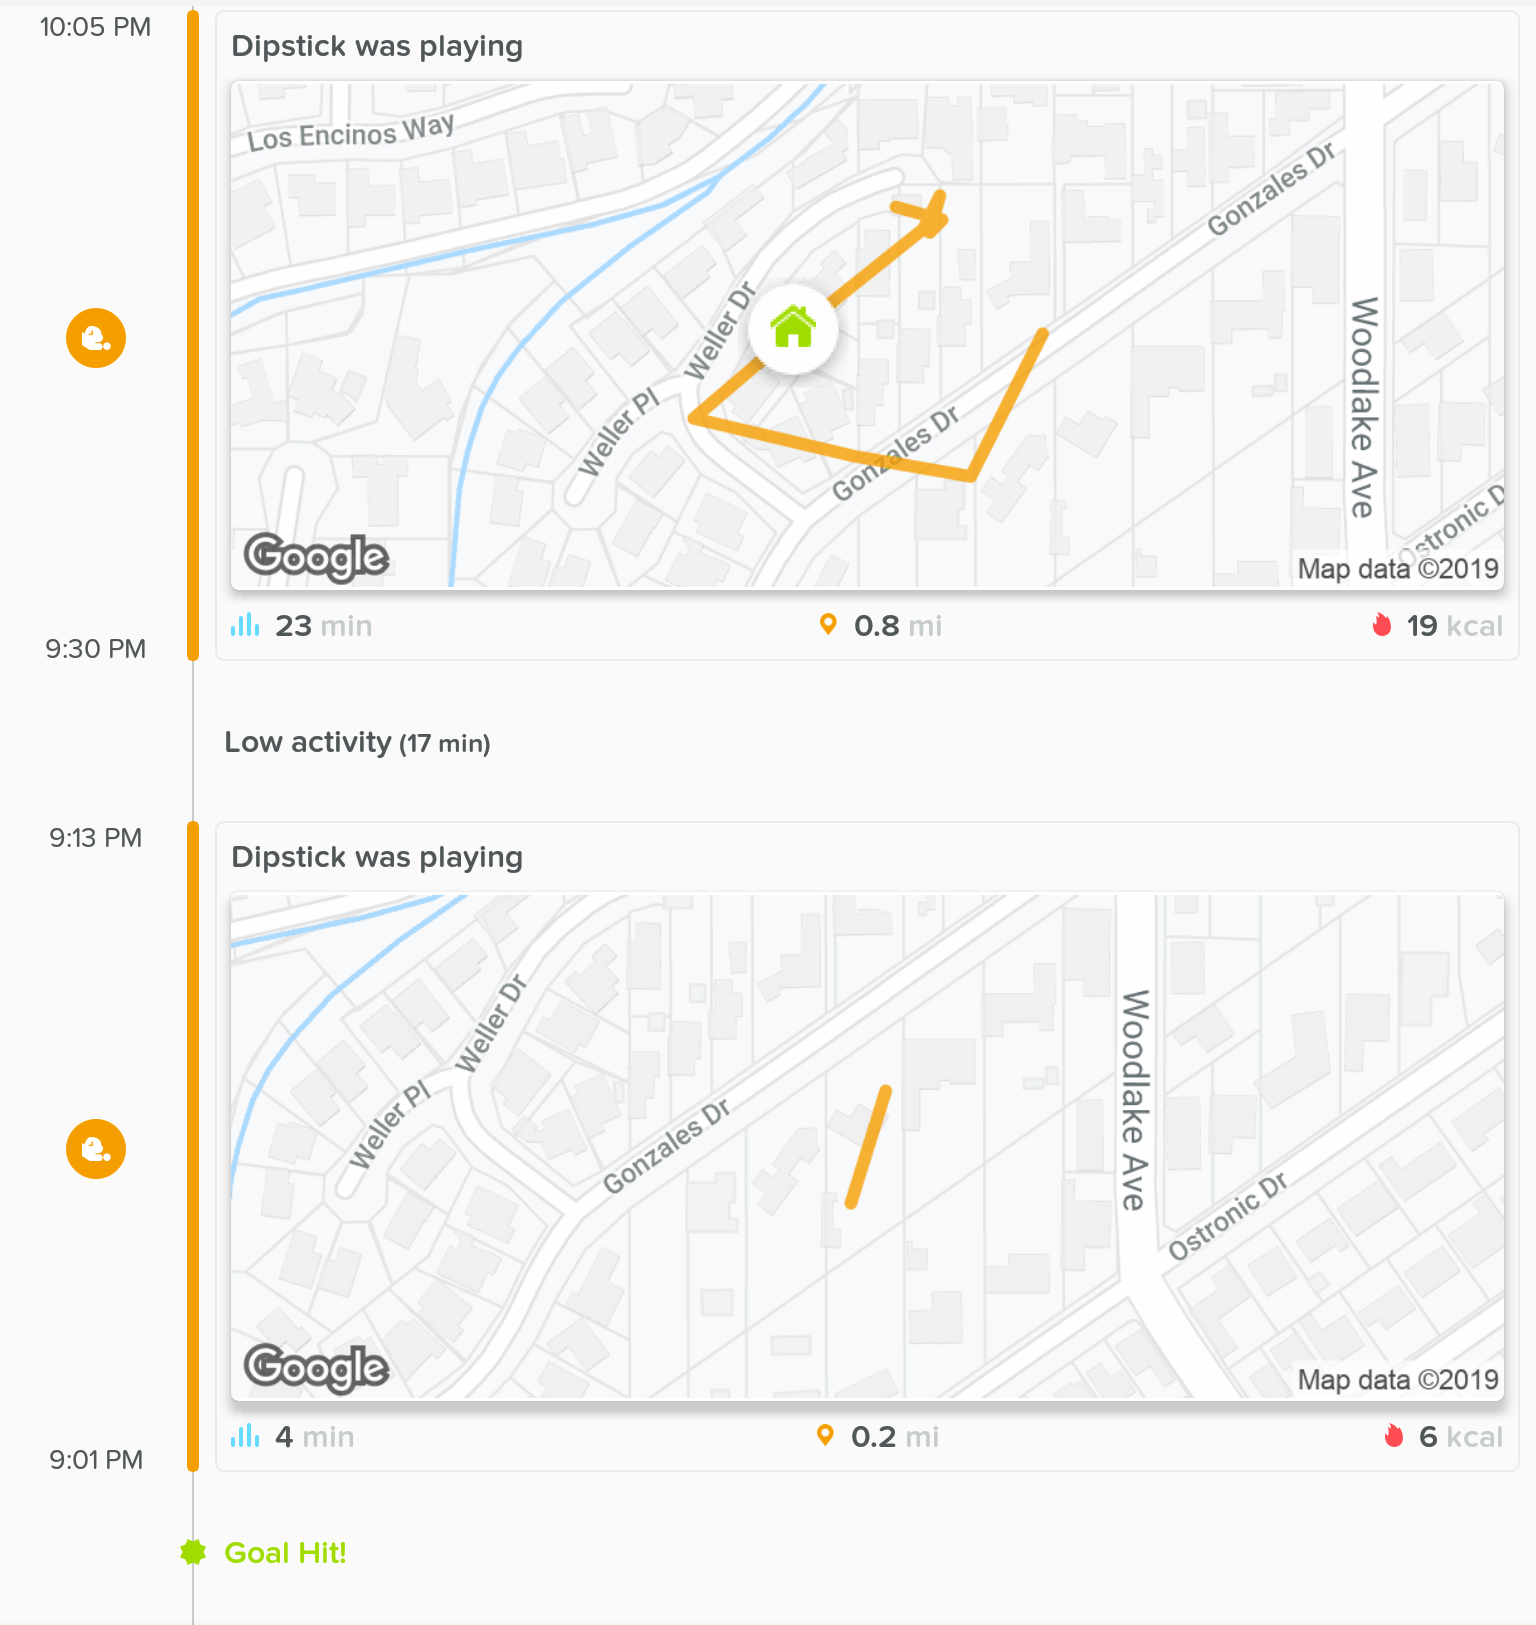 10:05 PM
Dipstick was playing
Los Encinos Way
Gonzales Dr
Weller Dr
Woodlake Ave
Weller Pl
Gonzales Dr
Ostronic D
Google
Map data ©2019
23 min
0.8 mi
19 kcal
9:30 PM
Low activity (17 min)
9:13 PM
Dipstick was playing
Weller Dr
Woodlake Ave
Weller Pl
Gonzales Dr
Ostronic Dr
Google
Map data ©2019
4 min
0.2 mi
6 kcal
9:01 PM
Goal Hit!